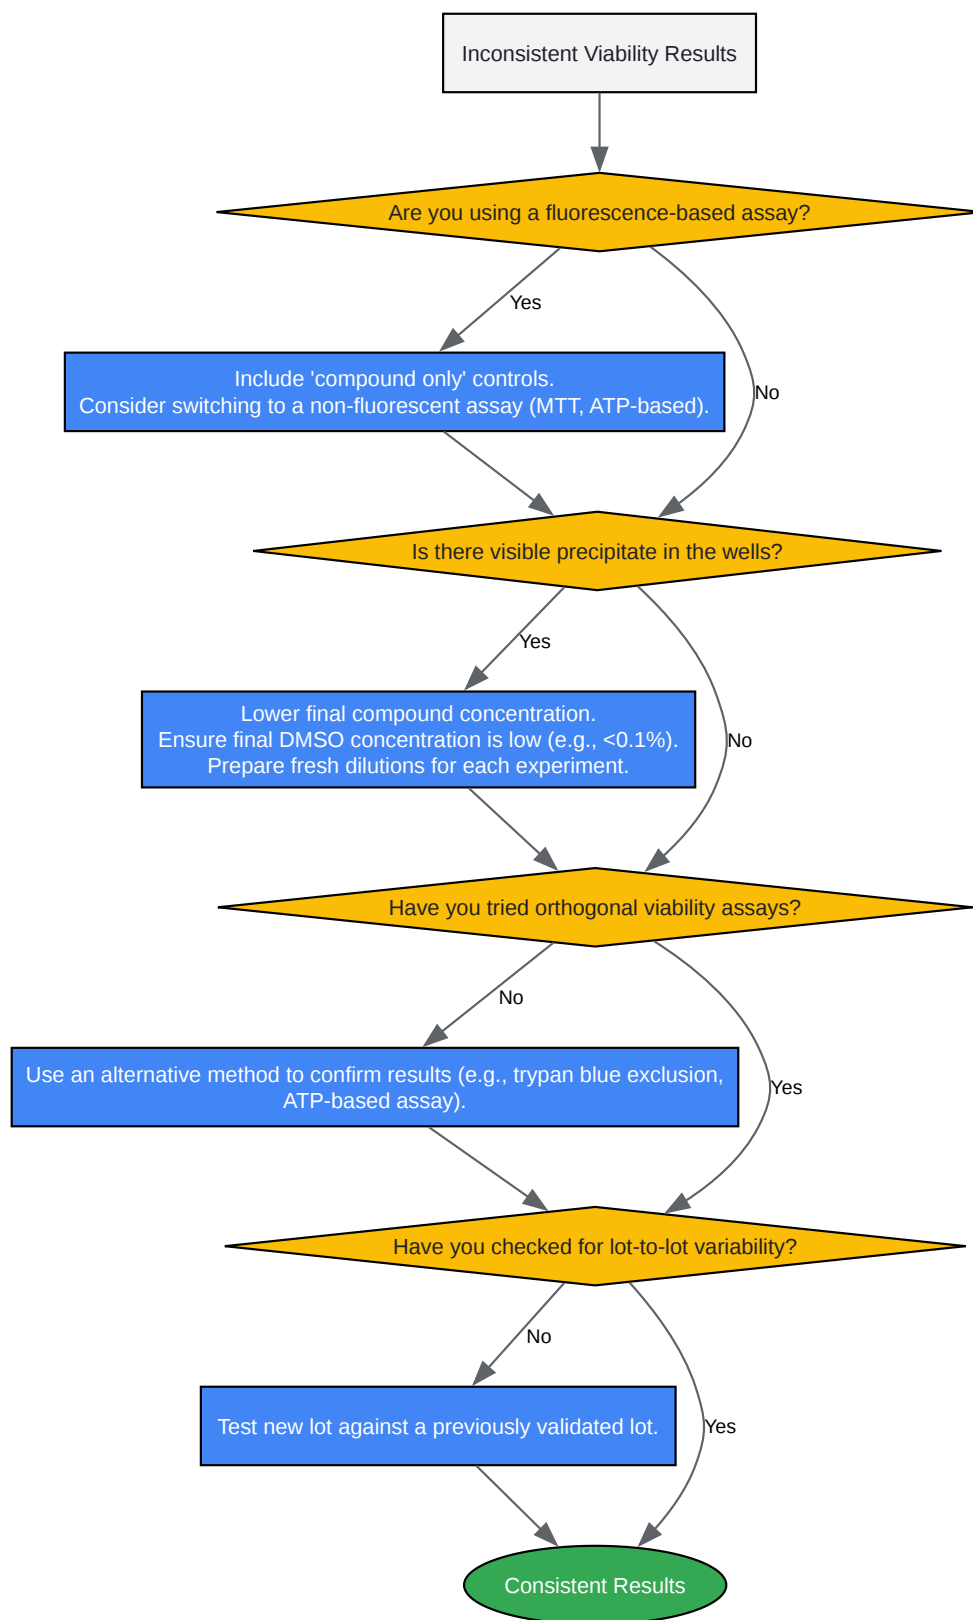 Inconsistent Viability Results
Are you using a fluorescence-based assay?
Yes
Include 'compound only' controls.
Consider switching to a non-fluorescent assay (MTT, ATP-based).
No
Is there visible precipitate in the wells?
Yes
Lower final compound concentration.
Ensure final DMSO concentration is low (e.g., <0.1%).
Prepare fresh dilutions for each experiment.
No
Have you tried orthogonal viability assays?
No
Use an alternative method to confirm results (e.g., trypan blue exclusion,
ATP-based assay).
Yes
Have you checked for lot-to-lot variability?
No
Test new lot against a previously validated lot.
Yes
Consistent Results